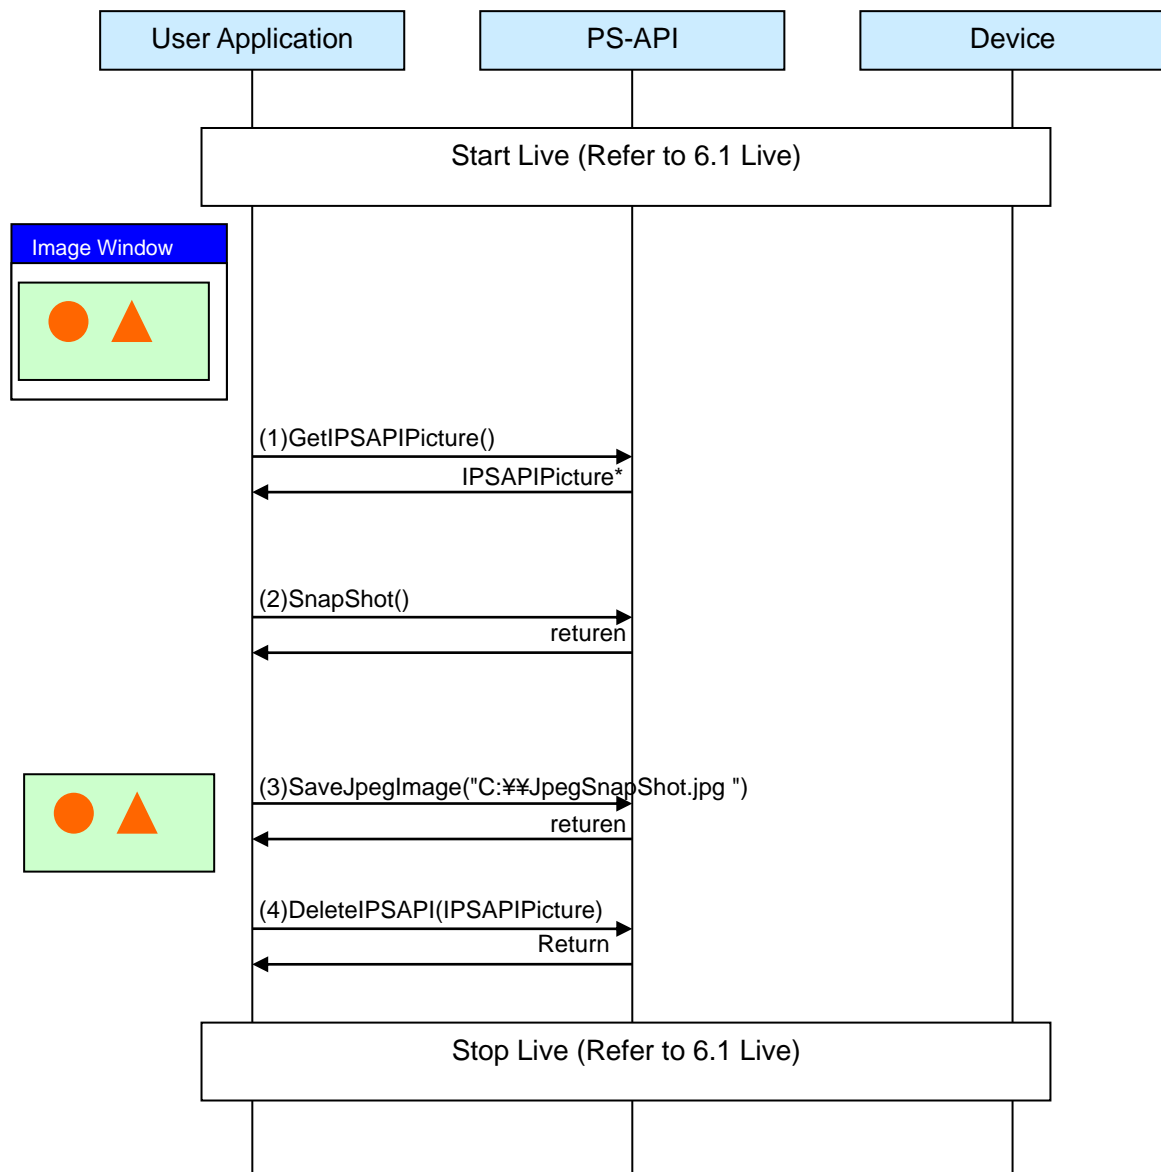 User Application
PS-API
Device
Start Live (Refer to 6.1 Live)
Image Window
(1)GetIPSAPIPicture()
IPSAPIPicture*
(2)SnapShot()
returen
(3)SaveJpegImage("C:¥¥JpegSnapShot.jpg ")
returen
(4)DeleteIPSAPI(IPSAPIPicture)
Return
Stop Live (Refer to 6.1 Live)